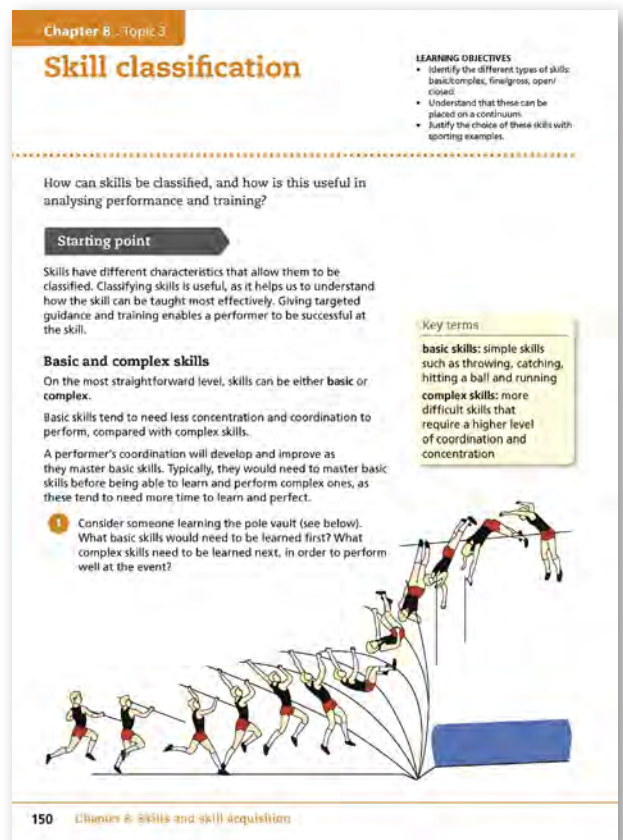 Chapter 8 . Topic 3
Skill classification
LEARNING OBJECTIVES
• Identify the different types of skills:
basic/complex, fine/gross, open/
closed.
• Understand that these can be
placed on a continuum.
• Justify the choice of these skills with
sporting examples.
How can skills be classified, and how is this useful in
analysing performance and training?
Starting point
Skills have different characteristics that allow them to be
classified. Classifying skills is useful, as it helps us to understand
how the skill can be taught most effectively. Giving targeted
guidance and training enables a performer to be successful at
the skill.
Basic and complex skills
On the most straightforward level, skills can be either basic or
complex.
Basic skills tend to need less concentration and coordination to
perform, compared with complex skills.
A performer's coordination will develop and improve as
they master basic skills. Typically, they would need to master basic
skills before being able to learn and perform complex ones, as
these tend to need more time to learn and perfect.
1 Consider someone learning the pole vault (see below).
What basic skills would need to be learned first? What
complex skills need to be learned next, in order to perform
well at the event?
Key terms
basic skills: simple skills
such as throwing, catching,
hitting a ball and running
complex skills: more
difficult skills that
require a higher level
of coordination and
concentration
150 Chapter 8: Skills and skill acquisition